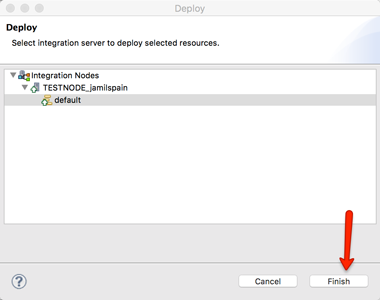 Deploy
Deploy
Select integration server to deploy selected resources.
Integration Nodes
TESTNODE_jamilspain
default
?
Cancel
Finish